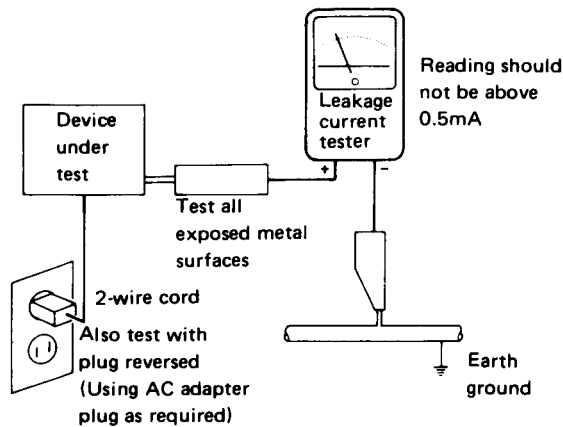 Reading should
not be above
0.5mA
Leakage
current
tester
+
−
Device
under
test
Test all
exposed metal
surfaces
2-wire cord
Also test with
plug reversed
(Using AC adapter
plug as required)
Earth
ground